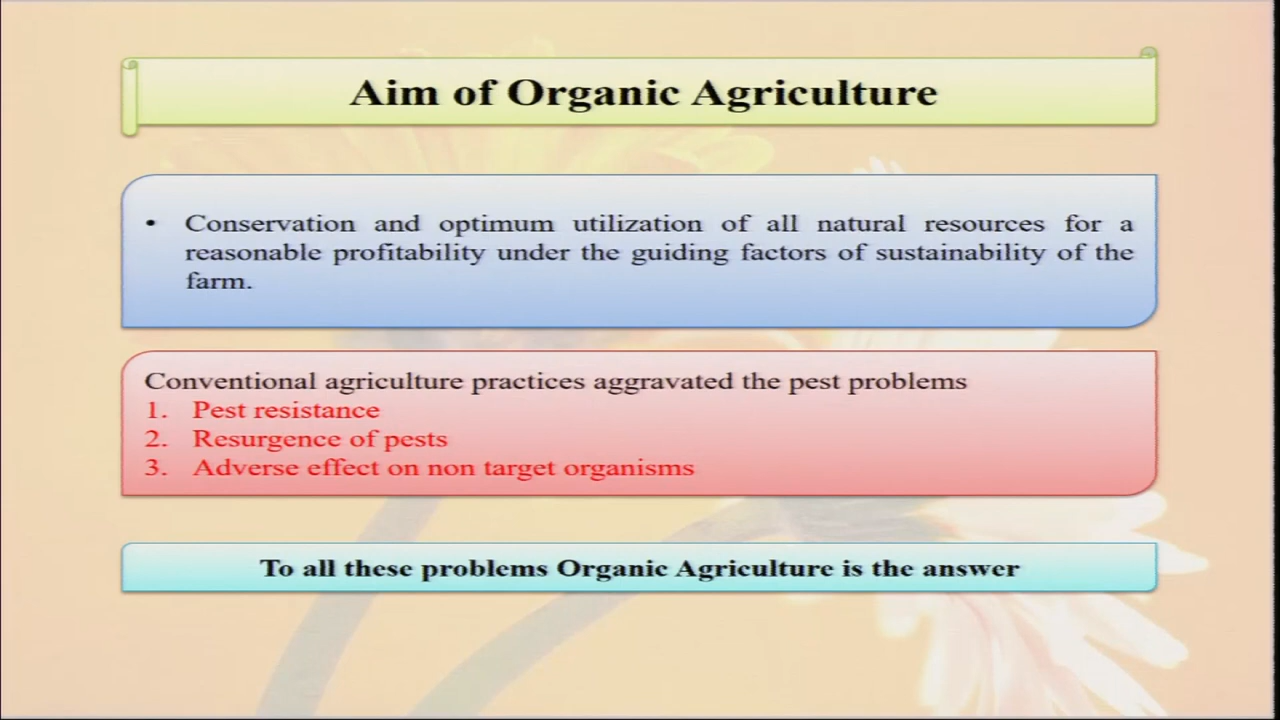 Aim of Organic Agriculture
• Conservation and optimum utilization of all natural resources for a
reasonable profitability under the guiding factors of sustainability of the
farm.
Conventional agriculture practices aggravated the pest problems
1. Pest resistance
2. Resurgence of pests
3. Adverse effect on non target organisms
To all these problems Organic Agriculture is the answer